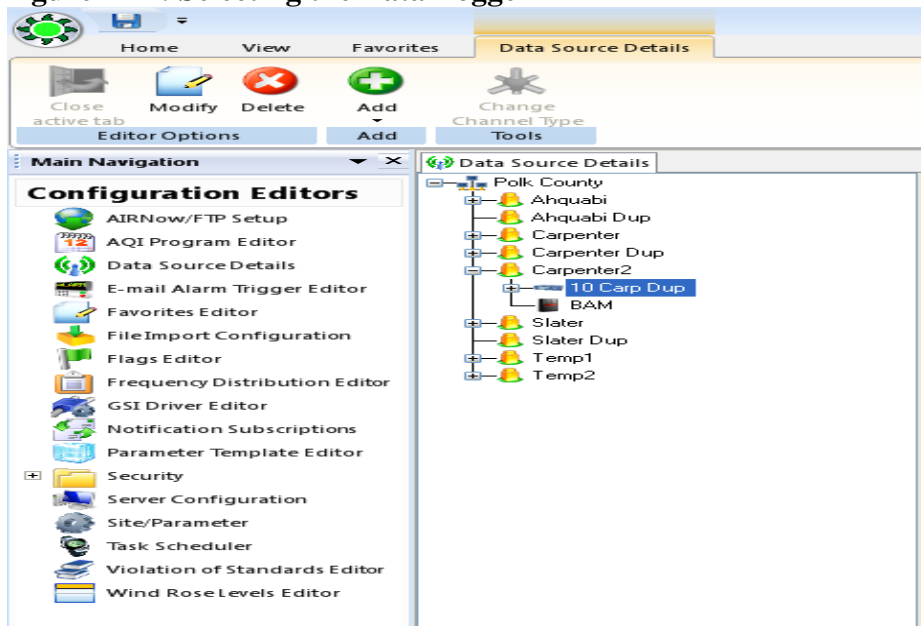 Home View Favorites Data Source Details
Close active tab Modify Delete Add Change Channel Type
Editor Options Add Tools
Main Navigation
Configuration Editors
AIRNow/FTP Setup
AQI Program Editor
Data Source Details
E-mail Alarm Trigger Editor
Favorites Editor
File Import Configuration
Flags Editor
Frequency Distribution Editor
GSI Driver Editor
Notification Subscriptions
Parameter Template Editor
Security
Server Configuration
Site/Parameter
Task Scheduler
Violation of Standards Editor
Wind Rose Levels Editor
Data Source Details
Polk County
Ahquabi
Ahquabi Dup
Carpenter
Carpenter Dup
Carpenter2
10 Carp Dup
BAM
Slater
Slater Dup
Temp1
Temp2